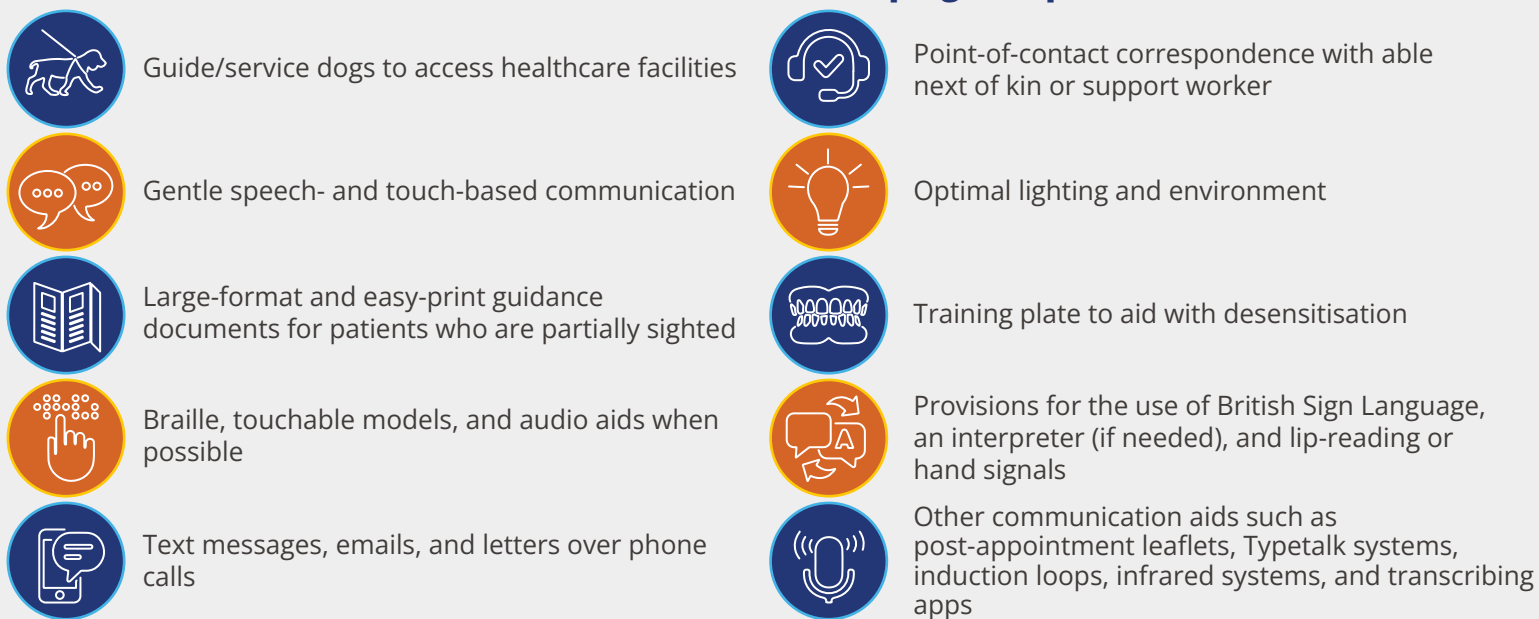 Guide/service dogs to access healthcare facilities
Gentle speech- and touch-based communication
Large-format and easy-print guidance
documents for patients who are partially sighted
Braille, touchable models, and audio aids when
possible
Text messages, emails, and letters over phone
calls
Point-of-contact correspondence with able
next of kin or support worker
Optimal lighting and environment
Training plate to aid with desensitisation
Provisions for the use of British Sign Language,
an interpreter (if needed), and lip-reading or
hand signals
Other communication aids such as
post-appointment leaflets, Typetalk systems,
induction loops, infrared systems, and transcribing
apps
A